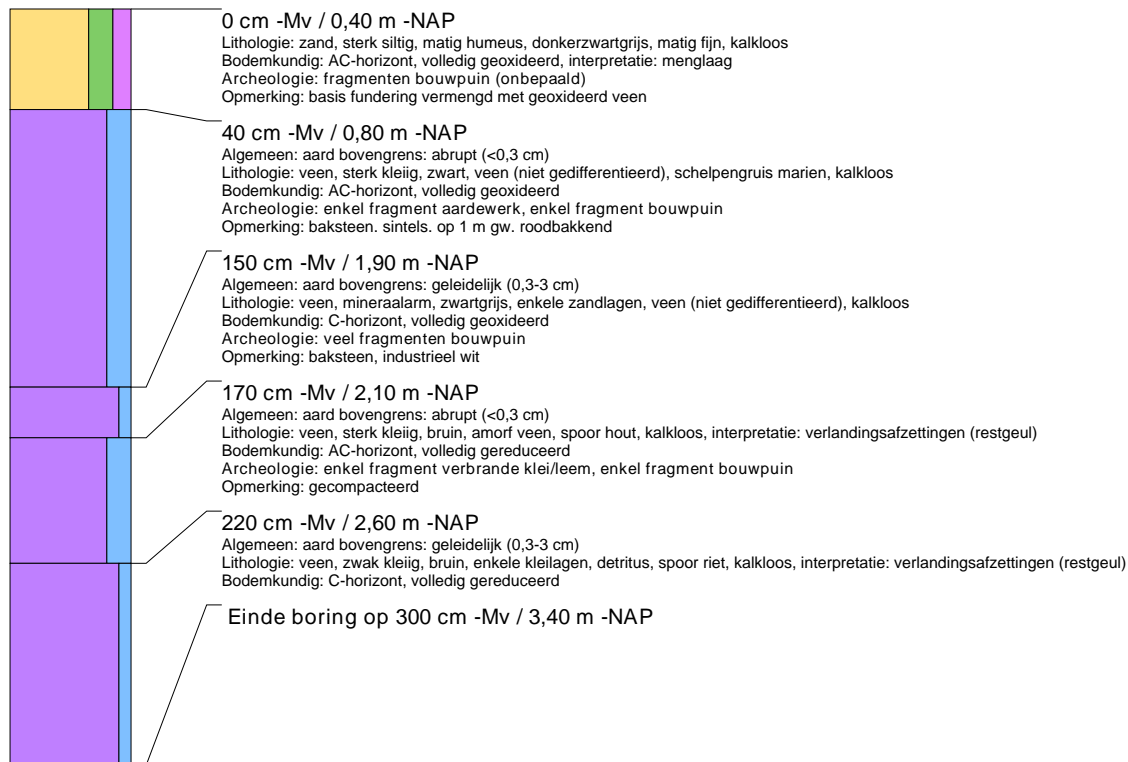 0 cm -Mv / 0,40 m -NAP
Lithologie: zand, sterk siltig, matig humeus, donkerzwartgrijs, matig fijn, kalkloos
Bodemkundig: AC-horizont, volledig geoxideerd, interpretatie: menglaag
Archeologie: fragmenten bouwpuin (onbepaald)
Opmerking: basis fundering vermengd met geoxideerd veen
40 cm -Mv / 0,80 m -NAP
Algemeen: aard bovengrens: abrupt (<0,3 cm)
Lithologie: veen, sterk kleiig, zwart, veen (niet gedifferentieerd), schelpengruis marien, kalkloos
Bodemkundig: AC-horizont, volledig geoxideerd
Archeologie: enkel fragment aardewerk, enkel fragment bouwpuin
Opmerking: baksteen. sintels. op 1 m gw. roodbakkend
150 cm -Mv / 1,90 m -NAP
Algemeen: aard bovengrens: geleidelijk (0,3-3 cm)
Lithologie: veen, mineraalarm, zwartgrijs, enkele zandlagen, veen (niet gedifferentieerd), kalkloos
Bodemkundig: C-horizont, volledig geoxideerd
Archeologie: veel fragmenten bouwpuin
Opmerking: baksteen, industrieel wit
170 cm -Mv / 2,10 m -NAP
Algemeen: aard bovengrens: abrupt (<0,3 cm)
Lithologie: veen, sterk kleiig, bruin, amorf veen, spoor hout, kalkloos, interpretatie: verlandingsafzettingen (restgeul)
Bodemkundig: AC-horizont, volledig gereduceerd
Archeologie: enkel fragment verbrande klei/leem, enkel fragment bouwpuin
Opmerking: gecompacteerd
220 cm -Mv / 2,60 m -NAP
Algemeen: aard bovengrens: geleidelijk (0,3-3 cm)
Lithologie: veen, zwak kleiig, bruin, enkele kleilagen, detritus, spoor riet, kalkloos, interpretatie: verlandingsafzettingen (restgeul)
Bodemkundig: C-horizont, volledig gereduceerd
Einde boring op 300 cm -Mv / 3,40 m -NAP